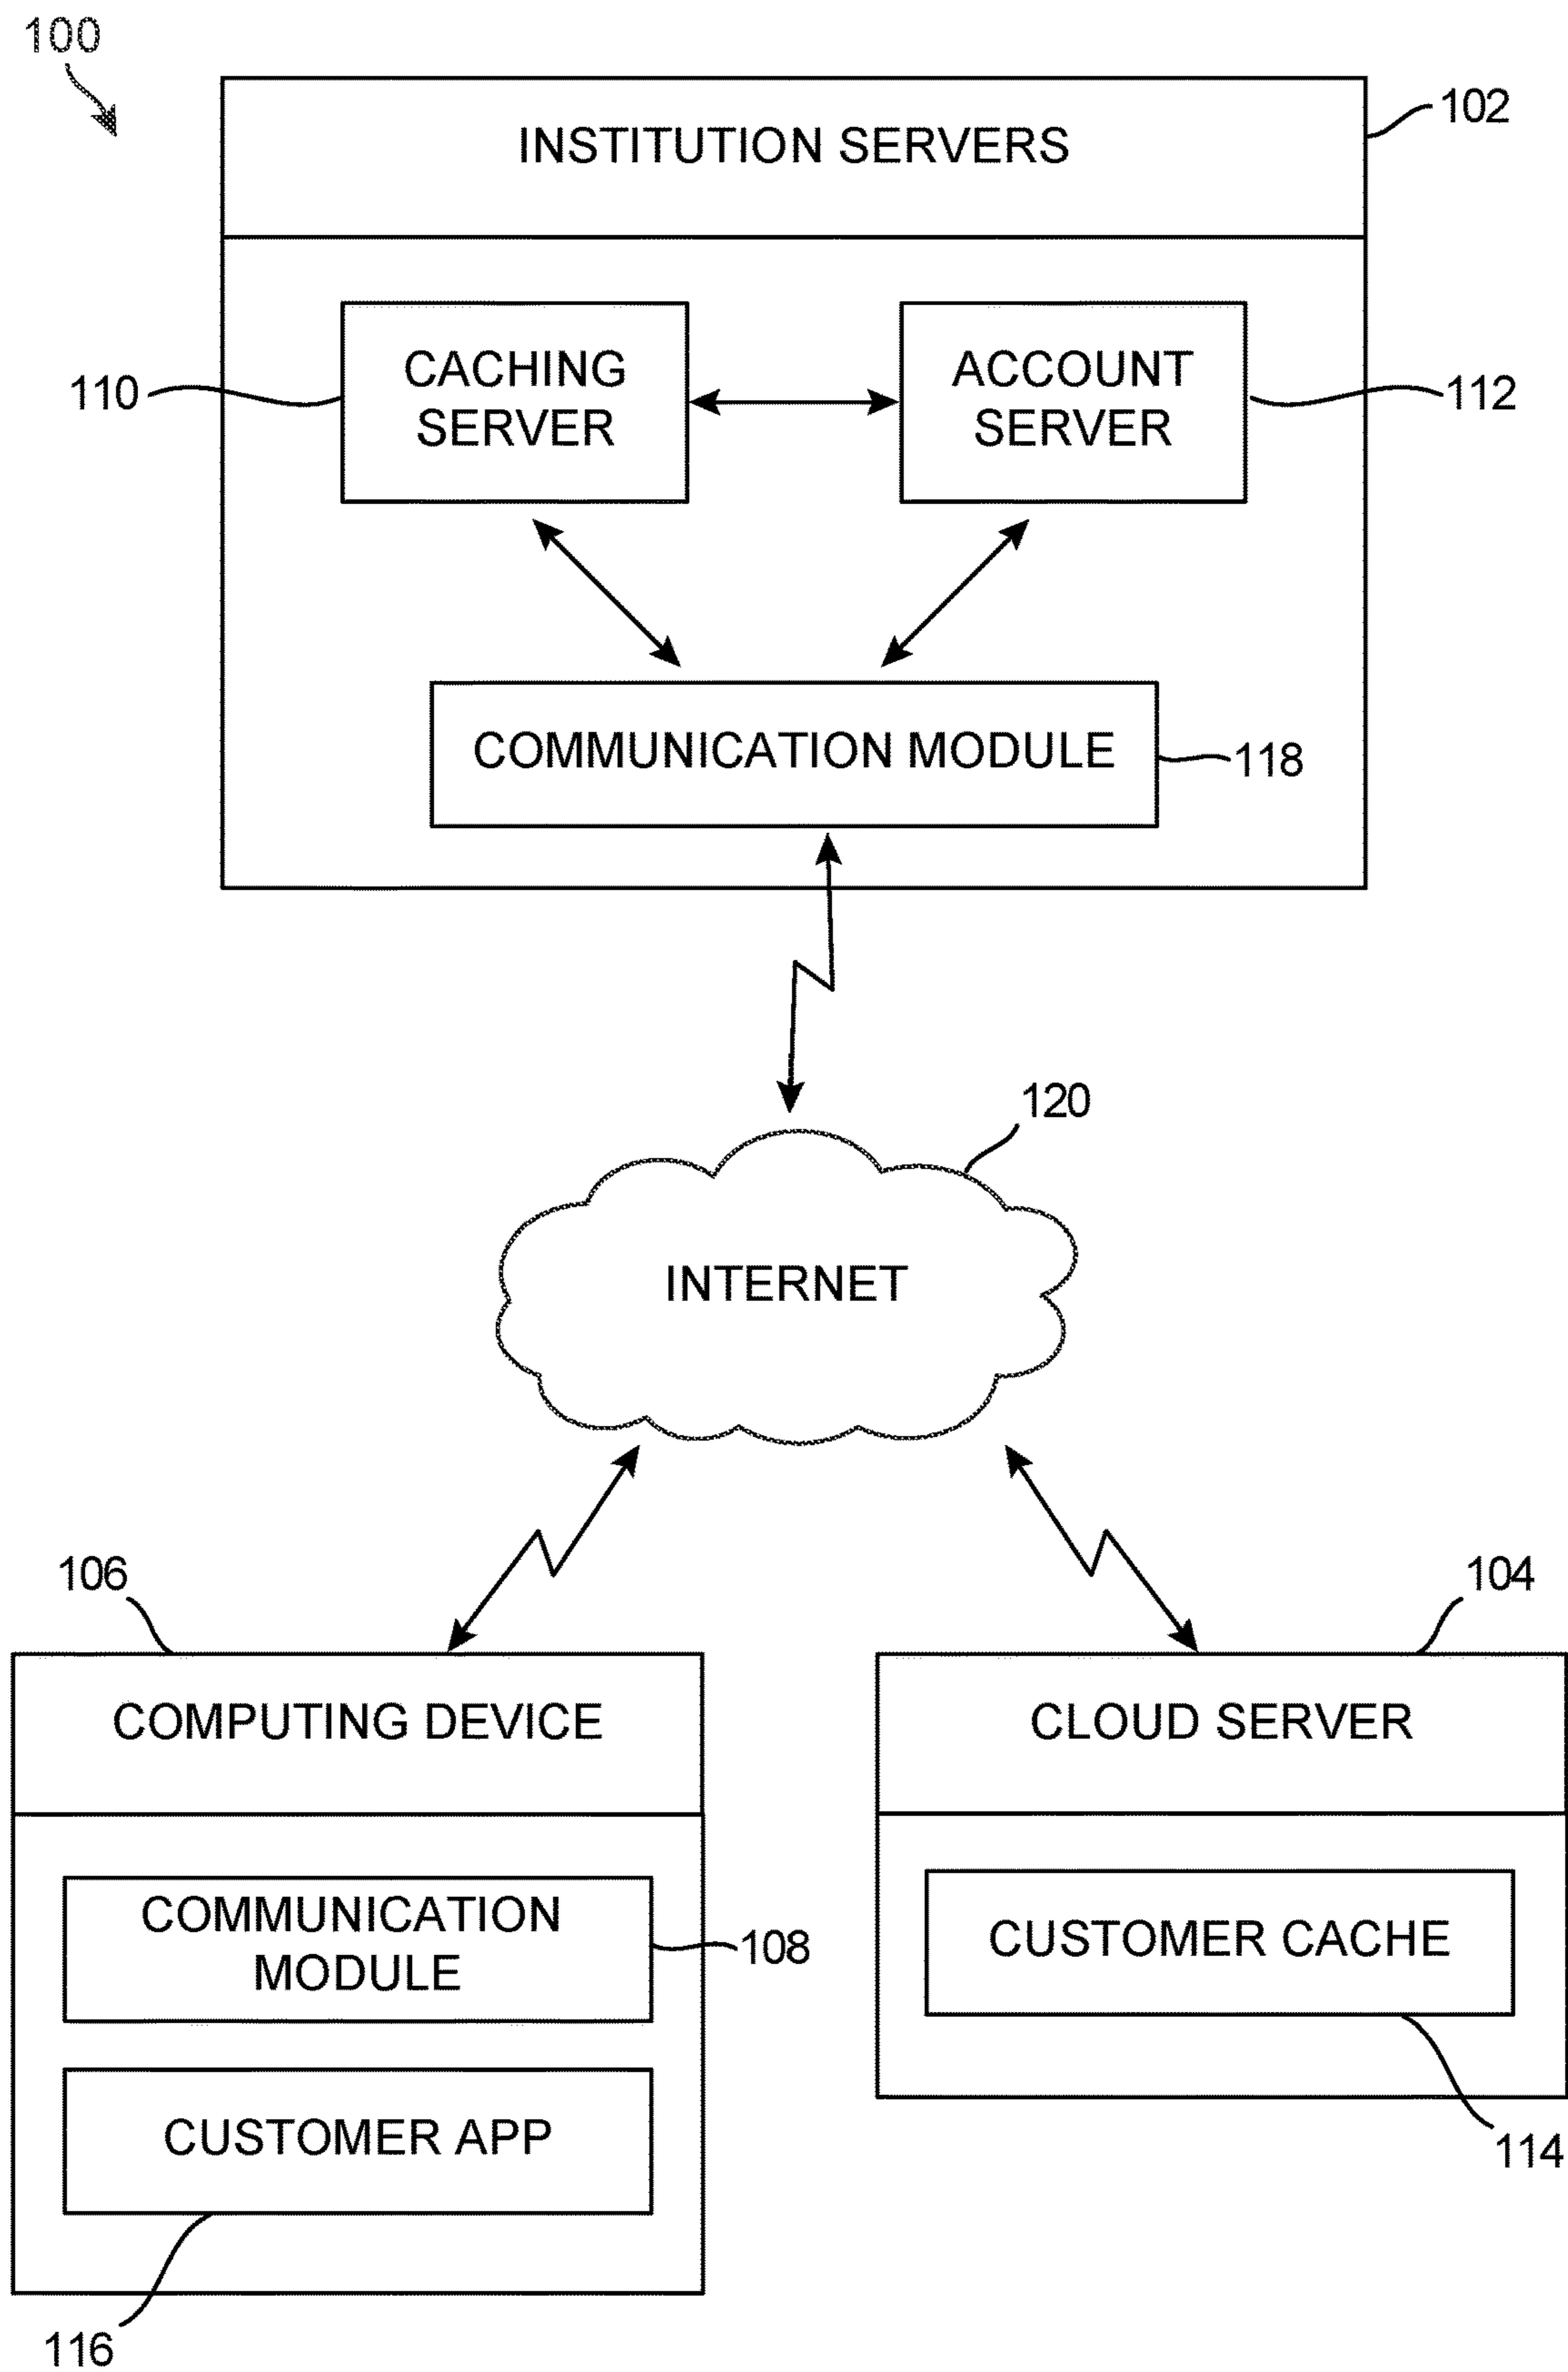 100
102
INSTITUTION SERVERS
110
CACHING
SERVER
ACCOUNT
SERVER
112
COMMUNICATION MODULE
118
120
INTERNET
106
104
COMPUTING DEVICE
CLOUD SERVER
COMMUNICATION
MODULE
108
CUSTOMER CACHE
CUSTOMER APP
114
116